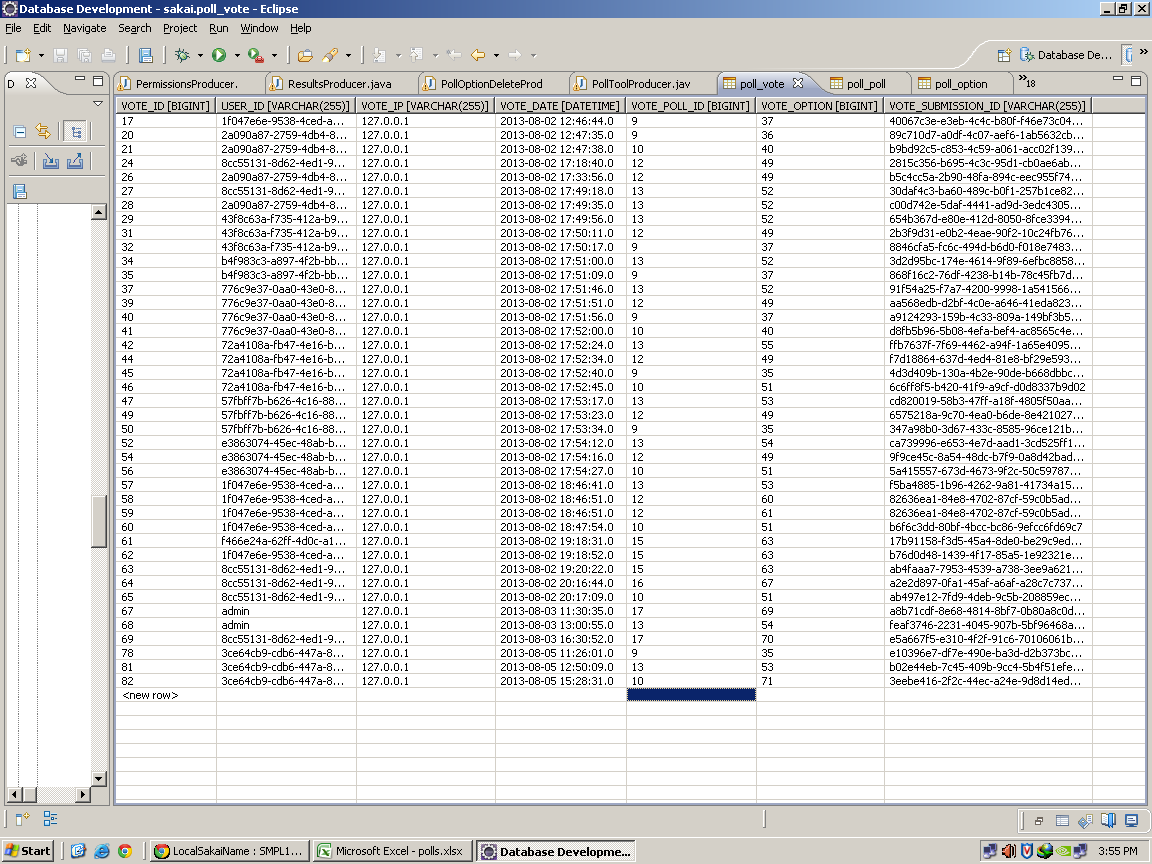 Database Development - sakai.poll_vote - Eclipse
File Edit Navigate Search Project Run Window Help
Database De... »
D PermissionsProducer. ResultsProducer.java PollOptionDeleteProd PollToolProducer.jav poll_vote poll_poll poll_option »18
VOTE_ID [BIGINT] USER_ID [VARCHAR(255)] VOTE_IP [VARCHAR(255)] VOTE_DATE [DATETIME] VOTE_POLL_ID [BIGINT] VOTE_OPTION [BIGINT] VOTE_SUBMISSION_ID [VARCHAR(255)]
17 1f047e6e-9538-4ced-a... 127.0.0.1 2013-08-02 12:46:44.0 9 37 40067c3e-e3eb-4c4c-b80f-f46e73c04...
20 2a090a87-2759-4db4-8... 127.0.0.1 2013-08-02 12:47:35.0 9 36 89c710d7-a0df-4c07-aef6-1ab5632cb...
21 2a090a87-2759-4db4-8... 127.0.0.1 2013-08-02 12:47:38.0 10 40 b9bd92c5-c853-4c59-a061-acc02f139...
24 8cc55131-8d62-4ed1-9... 127.0.0.1 2013-08-02 17:18:40.0 12 49 2815c356-b695-4c3c-95d1-cb0ae6ab...
26 2a090a87-2759-4db4-8... 127.0.0.1 2013-08-02 17:33:56.0 12 49 b5c4cc5a-2b90-48fa-894c-eec955f74...
27 8cc55131-8d62-4ed1-9... 127.0.0.1 2013-08-02 17:49:18.0 13 52 30daf4c3-ba60-489c-b0f1-257b1ce82...
28 2a090a87-2759-4db4-8... 127.0.0.1 2013-08-02 17:49:35.0 13 52 c00d742e-5daf-4441-ad9d-3edc4305...
29 43f8c63a-f735-412a-b9... 127.0.0.1 2013-08-02 17:49:56.0 13 52 654b367d-e80e-412d-8050-8fce3394...
31 43f8c63a-f735-412a-b9... 127.0.0.1 2013-08-02 17:50:11.0 12 49 2b3f9d31-e0b2-4eae-90f2-10c24fb76...
32 43f8c63a-f735-412a-b9... 127.0.0.1 2013-08-02 17:50:17.0 9 37 8846cfa5-fc6c-494d-b6d0-f018e7483...
34 b4f983c3-a897-4f2b-bb... 127.0.0.1 2013-08-02 17:51:00.0 13 52 3d2d95bc-174e-4614-9f89-6efbc8858...
35 b4f983c3-a897-4f2b-bb... 127.0.0.1 2013-08-02 17:51:09.0 9 37 868f16c2-76df-4238-b14b-78c45fb7d...
37 776c9e37-0aa0-43e0-8... 127.0.0.1 2013-08-02 17:51:46.0 13 52 91f54a25-f7a7-4200-9998-1a541566...
39 776c9e37-0aa0-43e0-8... 127.0.0.1 2013-08-02 17:51:51.0 12 49 aa568edb-d2bf-4c0e-a646-41eda823...
40 776c9e37-0aa0-43e0-8... 127.0.0.1 2013-08-02 17:51:56.0 9 37 a9124293-159b-4c33-809a-149bf3b5...
41 776c9e37-0aa0-43e0-8... 127.0.0.1 2013-08-02 17:52:00.0 10 40 d8fb5b96-5b08-4efa-bef4-ac8565c4e...
42 72a4108a-fb47-4e16-b... 127.0.0.1 2013-08-02 17:52:24.0 13 55 ffb7637f-7f69-4462-a94f-1a65e4095...
44 72a4108a-fb47-4e16-b... 127.0.0.1 2013-08-02 17:52:34.0 12 49 f7d18864-637d-4ed4-81e8-bf29e593...
45 72a4108a-fb47-4e16-b... 127.0.0.1 2013-08-02 17:52:40.0 9 35 4d3d409b-130a-4b2e-90de-b668dbbc...
46 72a4108a-fb47-4e16-b... 127.0.0.1 2013-08-02 17:52:45.0 10 51 6c6ff8f5-b420-41f9-a9cf-d0d8337b9d02
47 57fbff7b-b626-4c16-88... 127.0.0.1 2013-08-02 17:53:17.0 13 53 cd820019-58b3-47ff-a18f-4805f50aa...
49 57fbff7b-b626-4c16-88... 127.0.0.1 2013-08-02 17:53:23.0 12 49 6575218a-9c70-4ea0-b6de-8e421027...
50 57fbff7b-b626-4c16-88... 127.0.0.1 2013-08-02 17:53:34.0 9 35 347a98b0-3d67-433c-8585-96ce121b...
52 e3863074-45ec-48ab-b... 127.0.0.1 2013-08-02 17:54:12.0 13 54 ca739996-e653-4e7d-aad1-3cd525ff1...
54 e3863074-45ec-48ab-b... 127.0.0.1 2013-08-02 17:54:16.0 12 49 9f9ce45c-8a54-48dc-b7f9-0a8d42bad...
56 e3863074-45ec-48ab-b... 127.0.0.1 2013-08-02 17:54:27.0 10 51 5a415557-673d-4673-9f2c-50c59787...
57 1f047e6e-9538-4ced-a... 127.0.0.1 2013-08-02 18:46:41.0 13 53 f5ba4885-1b96-4262-9a81-41734a15...
58 1f047e6e-9538-4ced-a... 127.0.0.1 2013-08-02 18:46:51.0 12 60 82636ea1-84e8-4702-87cf-59c0b5ad...
59 1f047e6e-9538-4ced-a... 127.0.0.1 2013-08-02 18:46:51.0 12 61 82636ea1-84e8-4702-87cf-59c0b5ad...
60 1f047e6e-9538-4ced-a... 127.0.0.1 2013-08-02 18:47:54.0 10 51 b6f6c3dd-80bf-4bcc-bc86-9efcc6fd69c7
61 f466e24a-62ff-4d0c-a1... 127.0.0.1 2013-08-02 19:18:31.0 15 63 17b91158-f3d5-45a4-8de0-be29c9ed...
62 1f047e6e-9538-4ced-a... 127.0.0.1 2013-08-02 19:18:52.0 15 63 b76d0d48-1439-4f17-85a5-1e92321e...
63 8cc55131-8d62-4ed1-9... 127.0.0.1 2013-08-02 19:20:22.0 15 63 ab4faaa7-7953-4539-a738-3ee9a621...
64 8cc55131-8d62-4ed1-9... 127.0.0.1 2013-08-02 20:16:44.0 16 67 a2e2d897-0fa1-45af-a6af-a28c7c737...
65 8cc55131-8d62-4ed1-9... 127.0.0.1 2013-08-02 20:17:09.0 10 51 ab497e12-7fd9-4deb-9c5b-208859ec...
67 admin 127.0.0.1 2013-08-03 11:30:35.0 17 69 a8b71cdf-8e68-4814-8bf7-0b80a8c0d...
68 admin 127.0.0.1 2013-08-03 13:00:55.0 13 54 feaf3746-2231-4045-907b-5bf96468a...
69 8cc55131-8d62-4ed1-9... 127.0.0.1 2013-08-03 16:30:52.0 17 70 e5a667f5-e310-4f2f-91c6-70106061b...
78 3ce64cb9-cdb6-447a-8... 127.0.0.1 2013-08-05 11:26:01.0 9 35 e10396e7-df7e-490e-ba3d-d2b373bc...
81 3ce64cb9-cdb6-447a-8... 127.0.0.1 2013-08-05 12:50:09.0 13 53 b02e44eb-7c45-409b-9cc4-5b4f51efe...
82 3ce64cb9-cdb6-447a-8... 127.0.0.1 2013-08-05 15:28:31.0 10 71 3eebe416-2f2c-44ec-a24e-9d8d14ed...
<new row>
Start LocalSakaiName : SMPL1... Microsoft Excel - polls.xlsx Database Developme... 3:55 PM